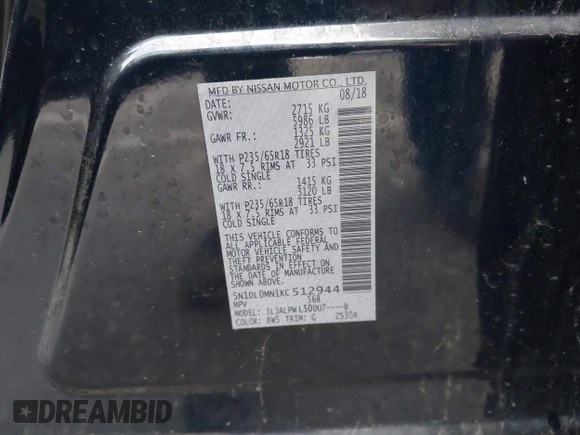 MFD BY NISSAN MOTOR CO., LTD.
DATE: 08/18
GVWR: 2715 KG
5986 LB
GAWR FR.: 1325 KG
2921 LB
WITH P235/65R18 TIRES
18 X 7.5 RIMS AT 33 PSI
COLD SINGLE
GAWR RR.: 1415 KG
3120 LB
WITH P235/65R18 TIRES
18 X 7.5 RIMS AT 33 PSI
COLD SINGLE
THIS VEHICLE CONFORMS TO
ALL APPLICABLE FEDERAL
MOTOR VEHICLE SAFETY AND
THEFT PREVENTION
STANDARDS IN EFFECT ON
THE DATE OF MANUFACTURE
SHOWN ABOVE.
5N1DL0MN1KC512944
MPV 568
MODEL: JLJALPWL50UU7----B
COLOR: BW5 TRIM: G ZS30A
DREAMBID